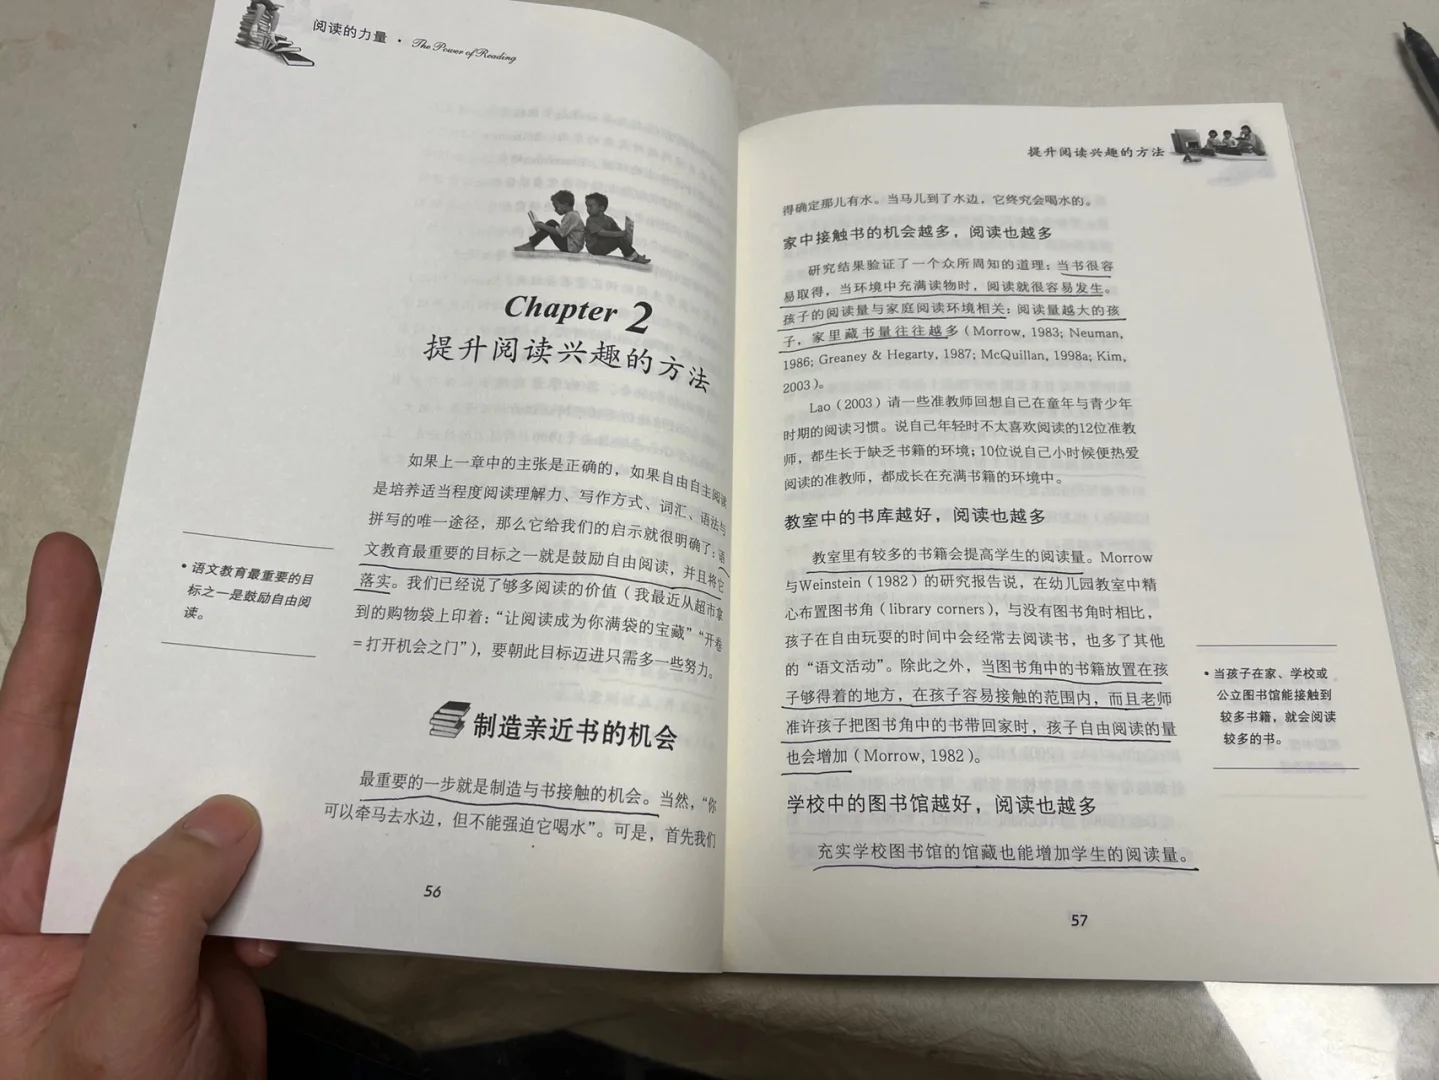 阅读的力量 · The Power of Reading
Chapter 2
提升阅读兴趣的方法
如果上一章中的主张是正确的，如果自由自主阅读
是培养适当程度阅读理解力、写作方式、词汇、语法与
拼写的唯一途径，那么它给我们的启示就很明确了：语
文教育最重要的目标之一就是鼓励自由阅读，并且将它
落实。我们已经说了够多阅读的价值（我最近从超市拿
到的购物袋上印着：“让阅读成为你满袋的宝藏”“开卷
=打开机会之门”），要朝此目标迈进只需多一些努力。
• 语文教育最重要的目
标之一是鼓励自由阅
读。
制造亲近书的机会
最重要的一步就是制造与书接触的机会。当然，“你
可以牵马去水边，但不能强迫它喝水”。可是，首先我们
56
提升阅读兴趣的方法
得确定那儿有水。当马儿到了水边，它终究会喝水的。
家中接触书的机会越多，阅读也越多
研究结果验证了一个众所周知的道理：当书很容
易取得，当环境中充满读物时，阅读就很容易发生。
孩子的阅读量与家庭阅读环境相关：阅读量越大的孩
子，家里藏书量往往越多（Morrow, 1983; Neuman,
1986; Greaney & Hegarty, 1987; McQuillan, 1998a; Kim,
2003）。
Lao（2003）请一些准教师回想自己在童年与青少年
时期的阅读习惯。说自己年轻时不太喜欢阅读的12位准教
师，都生长于缺乏书籍的环境；10位说自己小时候便热爱
阅读的准教师，都成长在充满书籍的环境中。
教室中的书库越好，阅读也越多
教室里有较多的书籍会提高学生的阅读量。Morrow
与Weinstein（1982）的研究报告说，在幼儿园教室中精
心布置图书角（library corners），与没有图书角时相比，
孩子在自由玩耍的时间中会经常去阅读书，也多了其他
的“语文活动”。除此之外，当图书角中的书籍放置在孩
子够得着的地方，在孩子容易接触的范围内，而且老师
准许孩子把图书角中的书带回家时，孩子自由阅读的量
也会增加（Morrow, 1982）。
• 当孩子在家、学校或
公立图书馆能接触到
较多书籍，就会阅读
较多的书。
学校中的图书馆越好，阅读也越多
充实学校图书馆的馆藏也能增加学生的阅读量。
57